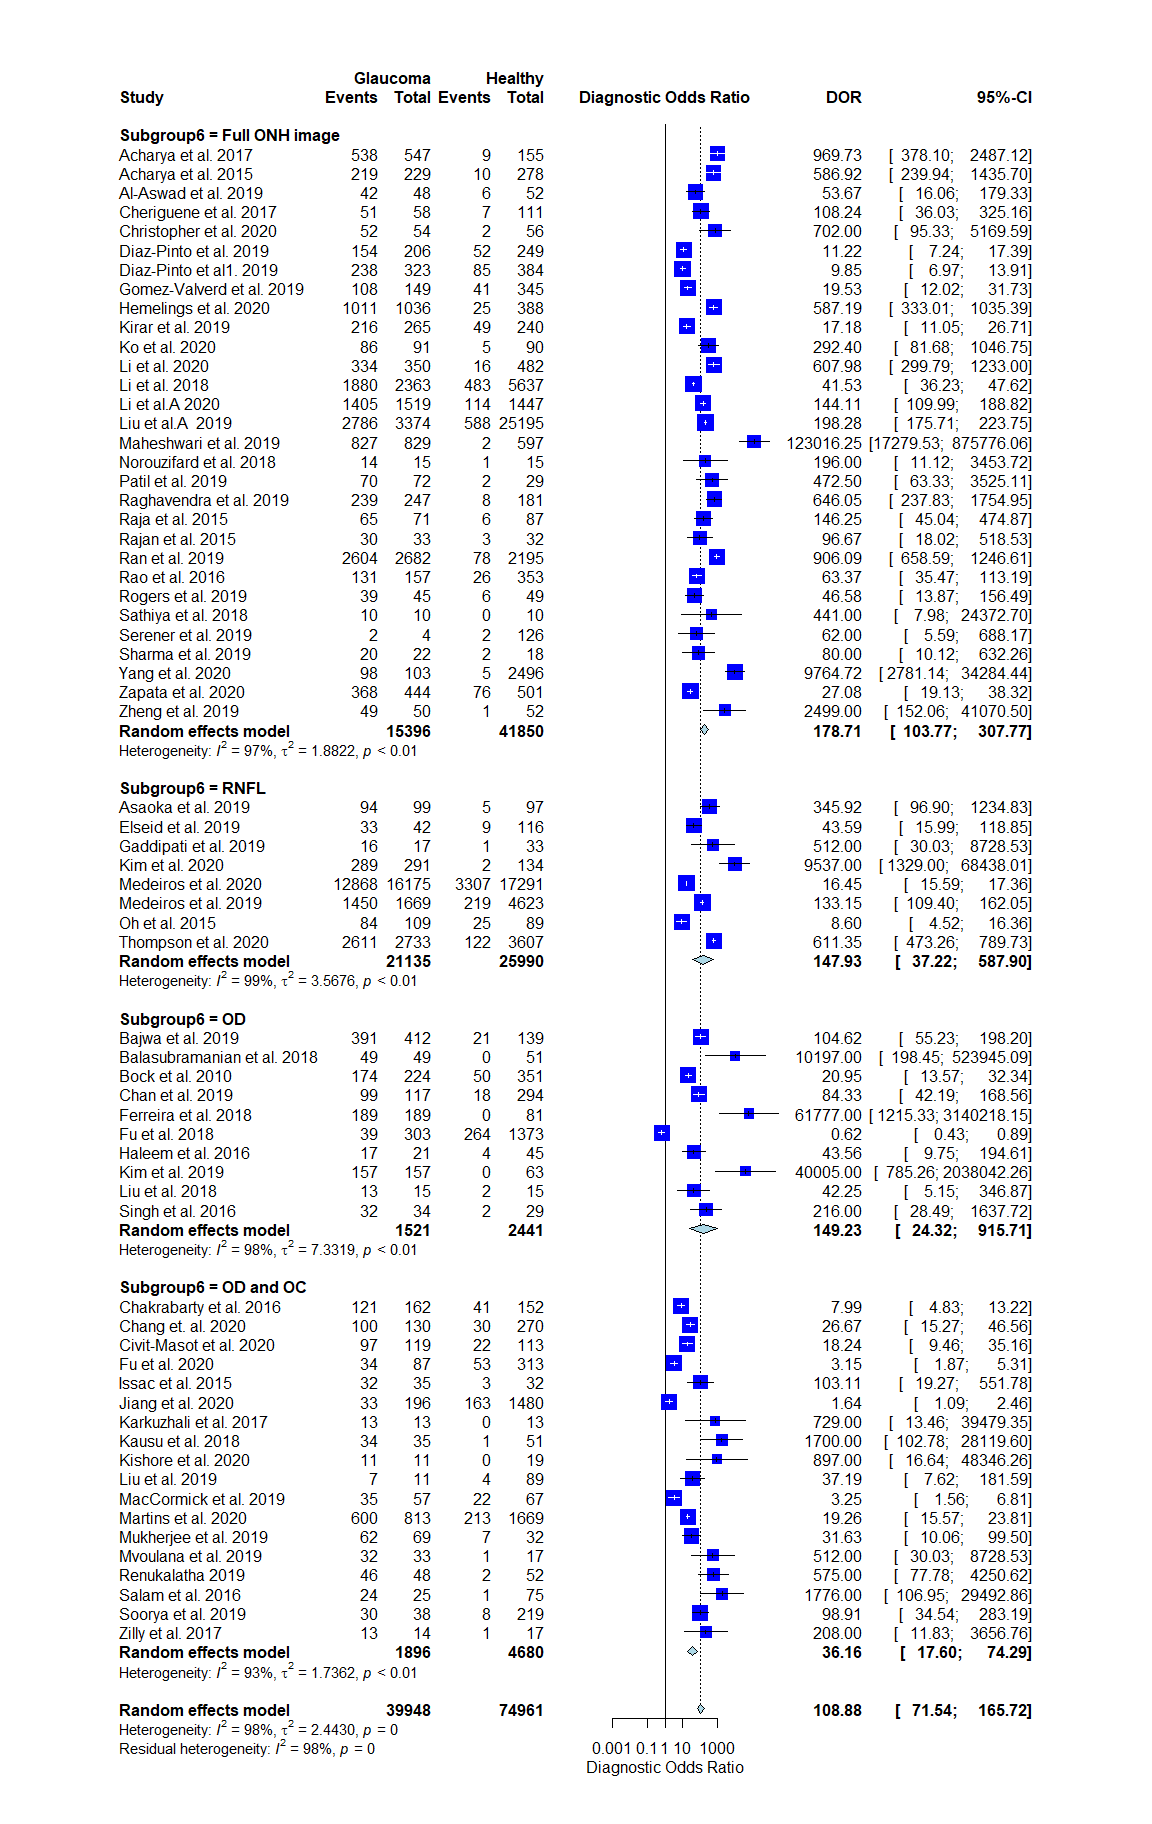 Glaucoma Healthy
Study Events Total Events Total Diagnostic Odds Ratio DOR 95%-CI
Subgroup6 = Full ONH image
Acharya et al. 2017 538 547 9 155 969.73 [ 378.10; 2487.12]
Acharya et al. 2015 219 229 10 278 586.92 [ 239.94; 1435.70]
Al-Aswad et al. 2019 42 48 6 52 53.67 [ 16.06; 179.33]
Cheriguene et al. 2017 51 58 7 111 108.24 [ 36.03; 325.16]
Christopher et al. 2020 52 54 2 56 702.00 [ 95.33; 5169.59]
Diaz-Pinto et al. 2019 154 206 52 249 11.22 [ 7.24; 17.39]
Diaz-Pinto et al1. 2019 238 323 85 384 9.85 [ 6.97; 13.91]
Gomez-Valverd et al. 2019 108 149 41 345 19.53 [ 12.02; 31.73]
Hemelings et al. 2020 1011 1036 25 388 587.19 [ 333.01; 1035.39]
Kirar et al. 2019 216 265 49 240 17.18 [ 11.05; 26.71]
Ko et al. 2020 86 91 5 90 292.40 [ 81.68; 1046.75]
Li et al. 2020 334 350 16 482 607.98 [ 299.79; 1233.00]
Li et al. 2018 1880 2363 483 5637 41.53 [ 36.23; 47.62]
Li et al.A 2020 1405 1519 114 1447 144.11 [ 109.99; 188.82]
Liu et al.A 2019 2786 3374 588 25195 198.28 [ 175.71; 223.75]
Maheshwari et al. 2019 827 829 2 597 123016.25 [17279.53; 875776.06]
Norouzifard et al. 2018 14 15 1 15 196.00 [ 11.12; 3453.72]
Patil et al. 2019 70 72 2 29 472.50 [ 63.33; 3525.11]
Raghavendra et al. 2019 239 247 8 181 646.05 [ 237.83; 1754.95]
Raja et al. 2015 65 71 6 87 146.25 [ 45.04; 474.87]
Rajan et al. 2015 30 33 3 32 96.67 [ 18.02; 518.53]
Ran et al. 2019 2604 2682 78 2195 906.09 [ 658.59; 1246.61]
Rao et al. 2016 131 157 26 353 63.37 [ 35.47; 113.19]
Rogers et al. 2019 39 45 6 49 46.58 [ 13.87; 156.49]
Sathiya et al. 2018 10 10 0 10 441.00 [ 7.98; 24372.70]
Serener et al. 2019 2 4 2 126 62.00 [ 5.59; 688.17]
Sharma et al. 2019 20 22 2 18 80.00 [ 10.12; 632.26]
Yang et al. 2020 98 103 5 2496 9764.72 [ 2781.14; 34284.44]
Zapata et al. 2020 368 444 76 501 27.08 [ 19.13; 38.32]
Zheng et al. 2019 49 50 1 52 2499.00 [ 152.06; 41070.50]
Random effects model 15396 41850 178.71 [ 103.77; 307.77]
Heterogeneity: I² = 97%, τ² = 1.8822, p < 0.01
Subgroup6 = RNFL
Asaoka et al. 2019 94 99 5 97 345.92 [ 96.90; 1234.83]
Elseid et al. 2019 33 42 9 116 43.59 [ 15.99; 118.85]
Gaddipati et al. 2019 16 17 1 33 512.00 [ 30.03; 8728.53]
Kim et al. 2020 289 291 2 134 9537.00 [ 1329.00; 68438.01]
Medeiros et al. 2020 12868 16175 3307 17291 16.45 [ 15.59; 17.36]
Medeiros et al. 2019 1450 1669 219 4623 133.15 [ 109.40; 162.05]
Oh et al. 2015 84 109 25 89 8.60 [ 4.52; 16.36]
Thompson et al. 2020 2611 2733 122 3607 611.35 [ 473.26; 789.73]
Random effects model 21135 25990 147.93 [ 37.22; 587.90]
Heterogeneity: I² = 99%, τ² = 3.5676, p < 0.01
Subgroup6 = OD
Bajwa et al. 2019 391 412 21 139 104.62 [ 55.23; 198.20]
Balasubramanian et al. 2018 49 49 0 51 10197.00 [ 198.45; 523945.09]
Bock et al. 2010 174 224 50 351 20.95 [ 13.57; 32.34]
Chan et al. 2019 99 117 18 294 84.33 [ 42.19; 168.56]
Ferreira et al. 2018 189 189 0 81 61777.00 [ 1215.33; 3140218.15]
Fu et al. 2018 39 303 264 1373 0.62 [ 0.43; 0.89]
Haleem et al. 2016 17 21 4 45 43.56 [ 9.75; 194.61]
Kim et al. 2019 157 157 0 63 40005.00 [ 785.26; 2038042.26]
Liu et al. 2018 13 15 2 15 42.25 [ 5.15; 346.87]
Singh et al. 2016 32 34 2 29 216.00 [ 28.49; 1637.72]
Random effects model 1521 2441 149.23 [ 24.32; 915.71]
Heterogeneity: I² = 98%, τ² = 7.3319, p < 0.01
Subgroup6 = OD and OC
Chakrabarty et al. 2016 121 162 41 152 7.99 [ 4.83; 13.22]
Chang et. al. 2020 100 130 30 270 26.67 [ 15.27; 46.56]
Civit-Masot et al. 2020 97 119 22 113 18.24 [ 9.46; 35.16]
Fu et al. 2020 34 87 53 313 3.15 [ 1.87; 5.31]
Issac et al. 2015 32 35 3 32 103.11 [ 19.27; 551.78]
Jiang et al. 2020 33 196 163 1480 1.64 [ 1.09; 2.46]
Karkuzhali et al. 2017 13 13 0 13 729.00 [ 13.46; 39479.35]
Kausu et al. 2018 34 35 1 51 1700.00 [ 102.78; 28119.60]
Kishore et al. 2020 11 11 0 19 897.00 [ 16.64; 48346.26]
Liu et al. 2019 7 11 4 89 37.19 [ 7.62; 181.59]
MacCormick et al. 2019 35 57 22 67 3.25 [ 1.56; 6.81]
Martins et al. 2020 600 813 213 1669 19.26 [ 15.57; 23.81]
Mukherjee et al. 2019 62 69 7 32 31.63 [ 10.06; 99.50]
Mvoulana et al. 2019 32 33 1 17 512.00 [ 30.03; 8728.53]
Renukalatha 2019 46 48 2 52 575.00 [ 77.78; 4250.62]
Salam et al. 2016 24 25 1 75 1776.00 [ 106.95; 29492.86]
Soorya et al. 2019 30 38 8 219 98.91 [ 34.54; 283.19]
Zilly et al. 2017 13 14 1 17 208.00 [ 11.83; 3656.76]
Random effects model 1896 4680 36.16 [ 17.60; 74.29]
Heterogeneity: I² = 93%, τ² = 1.7362, p < 0.01
Random effects model 39948 74961 108.88 [ 71.54; 165.72]
Heterogeneity: I² = 98%, τ² = 2.4430, p = 0
Residual heterogeneity: I² = 98%, p = 0
0.001 0.1 1 10 1000
Diagnostic Odds Ratio